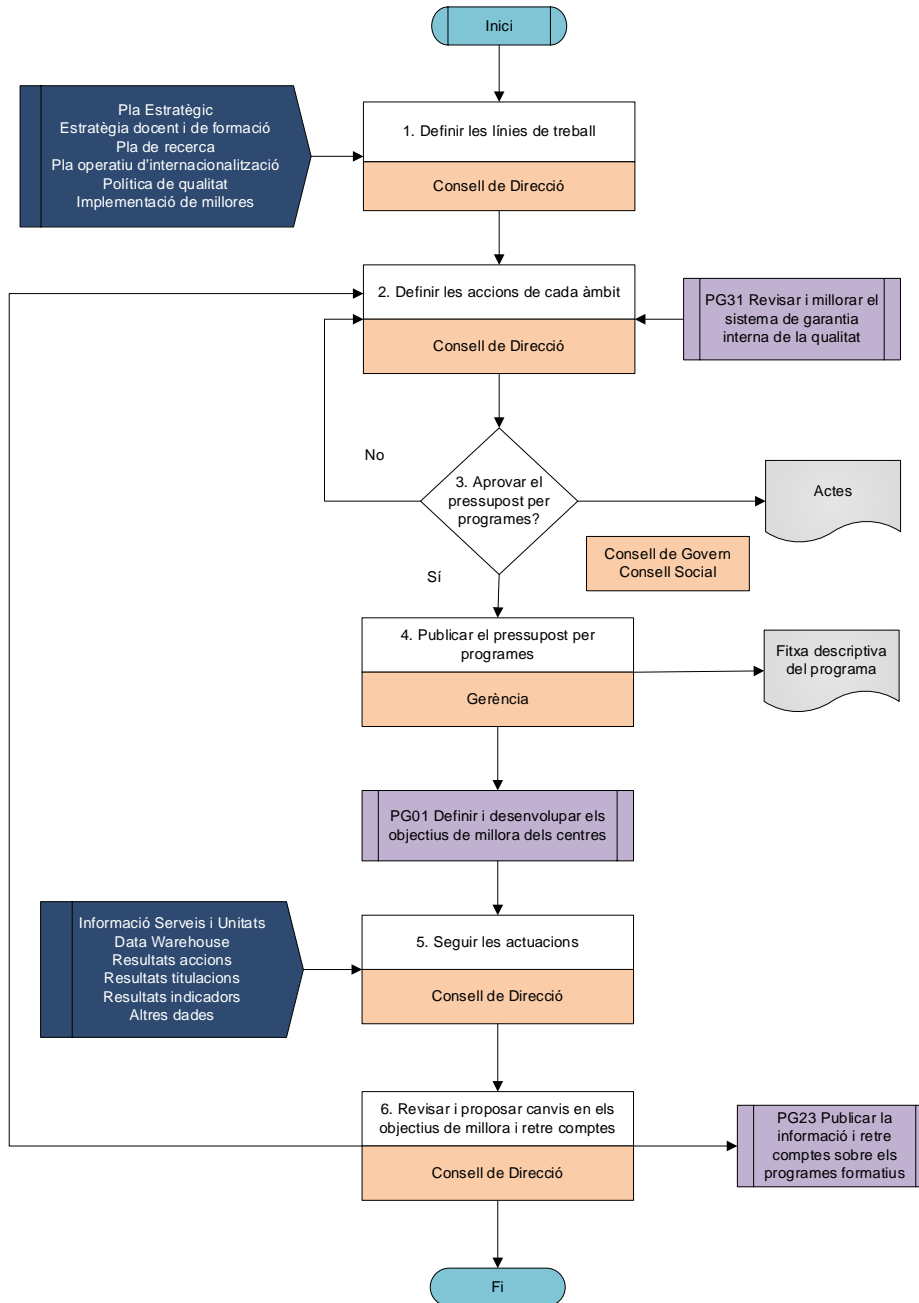 Inici
Pla Estratègic
Estratègia docent i de formació
Pla de recerca
Pla operatiu d'internacionalització
Política de qualitat
Implementació de millores
1. Definir les línies de treball
Consell de Direcció
2. Definir les accions de cada àmbit
Consell de Direcció
PG31 Revisar i millorar el
sistema de garantia
interna de la qualitat
No
3. Aprovar el
pressupost per
programes?
Actes
Consell de Govern
Consell Social
Sí
4. Publicar el pressupost per
programes
Gerència
Fitxa descriptiva
del programa
PG01 Definir i desenvolupar els
objectius de millora dels centres
Informació Serveis i Unitats
Data Warehouse
Resultats accions
Resultats titulacions
Resultats indicadors
Altres dades
5. Seguir les actuacions
Consell de Direcció
6. Revisar i proposar canvis en els
objectius de millora i retre comptes
Consell de Direcció
PG23 Publicar la
informació i retre
comptes sobre els
programes formatius
Fi